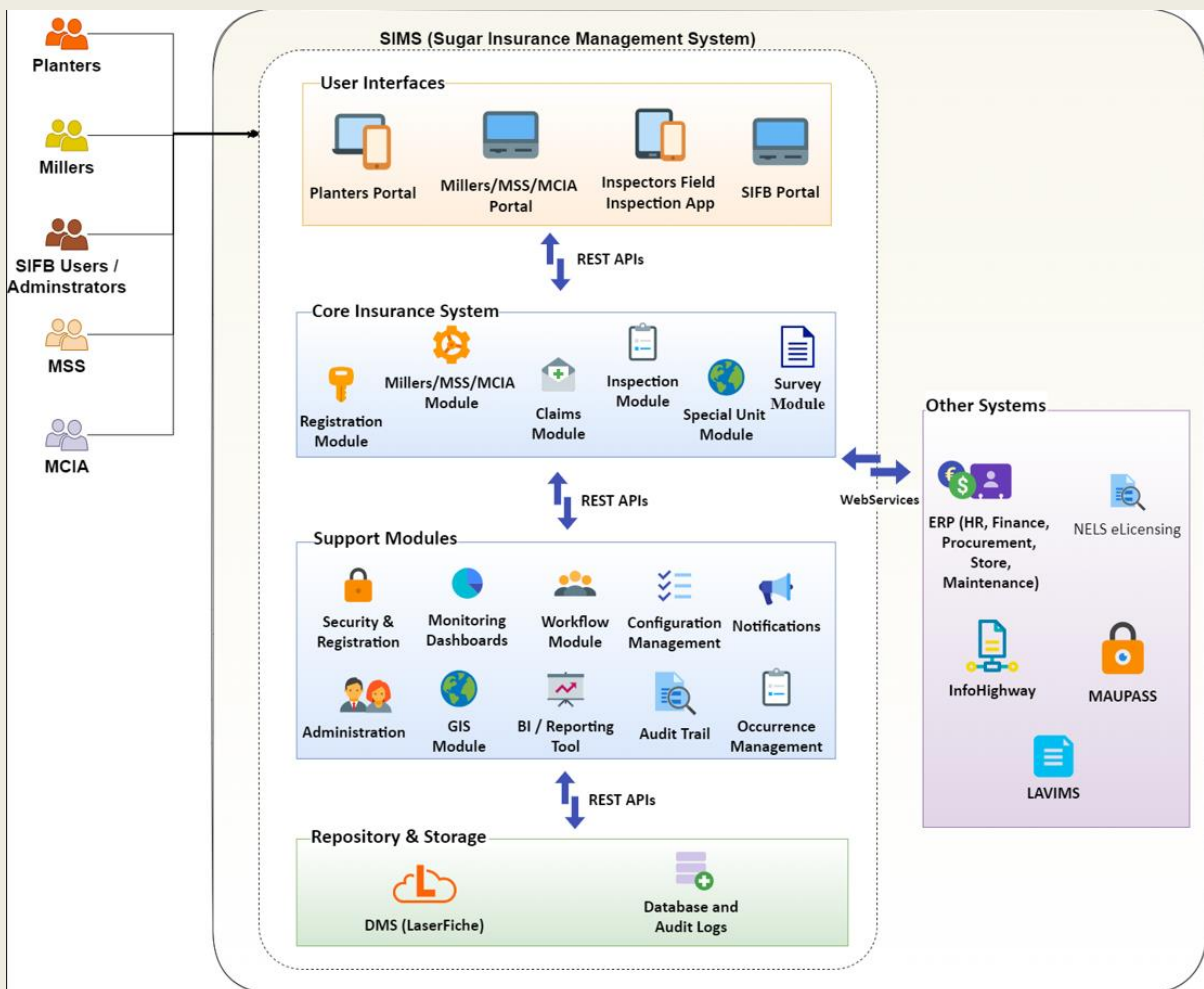 Planters
Millers
SIFB Users /
Adminstrators
MSS
MCIA
SIMS (Sugar Insurance Management System)
User Interfaces
Planters Portal
Millers/MSS/MCIA
Portal
Inspectors Field
Inspection App
SIFB Portal
REST APIs
Core Insurance System
Registration
Module
Millers/MSS/MCIA
Module
Claims
Module
Inspection
Module
Special Unit
Module
Survey
Module
REST APIs
WebServices
Support Modules
Security &
Registration
Monitoring
Dashboards
Workflow
Module
Configuration
Management
Notifications
Administration
GIS
Module
BI / Reporting
Tool
Audit Trail
Occurrence
Management
REST APIs
Repository & Storage
DMS (LaserFiche)
Database and
Audit Logs
Other Systems
ERP (HR, Finance,
Procurement,
Store,
Maintenance)
NELS eLicensing
InfoHighway
MAUPASS
LAVIMS